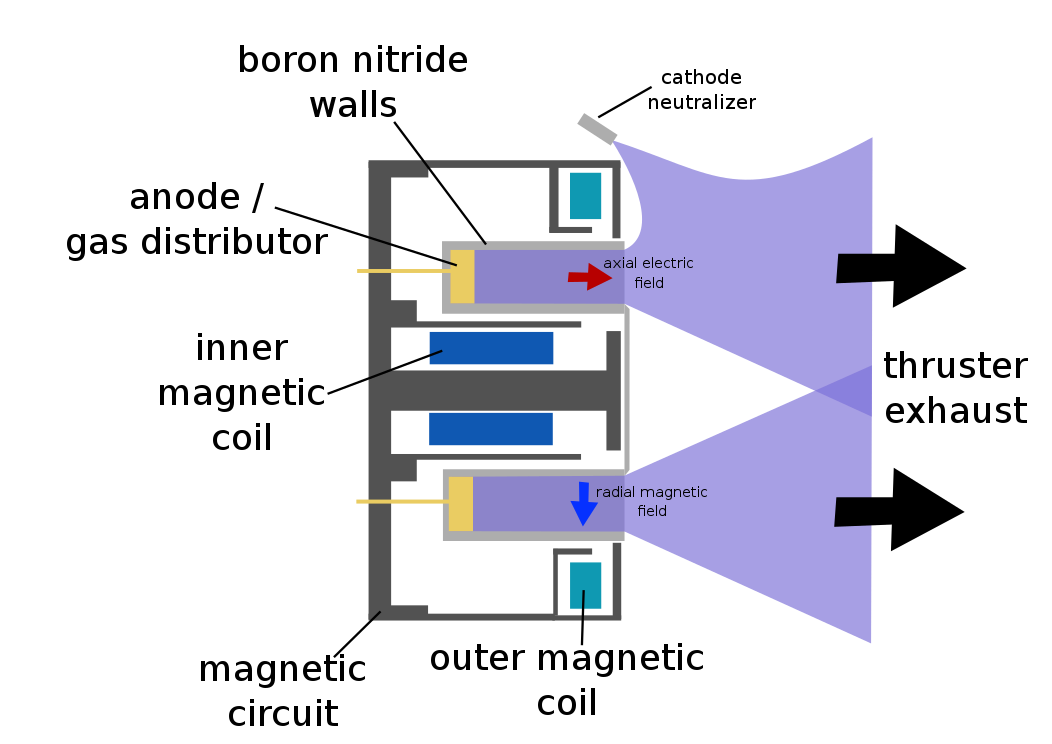 boron nitride
walls
cathode
neutralizer
anode /
gas distributor
axial electric
field
inner
magnetic
coil
thruster
exhaust
radial magnetic
field
magnetic
circuit
outer magnetic
coil